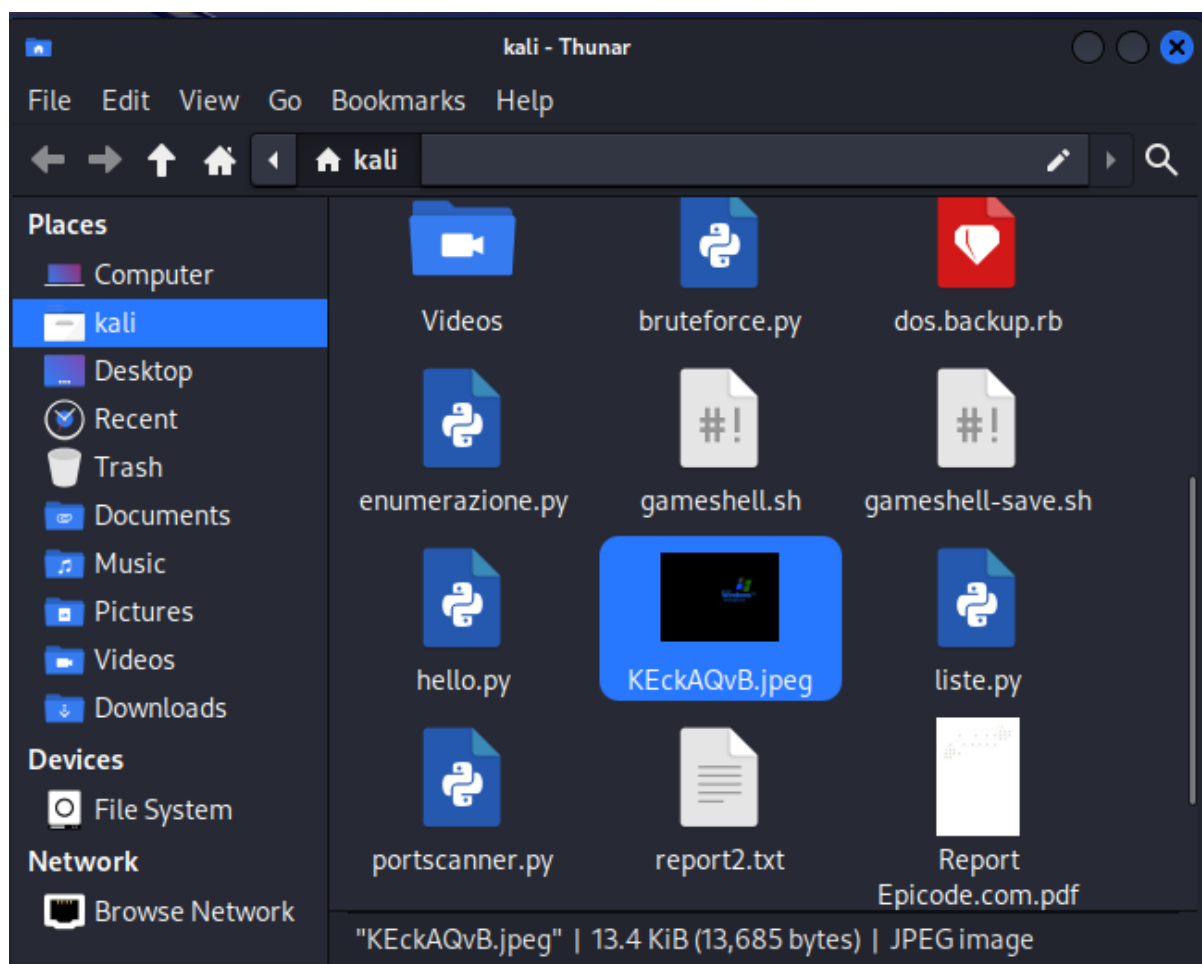 kali - Thunar
File Edit View Go Bookmarks Help
kali
Places
Computer
kali
Desktop
Recent
Trash
Documents
Music
Pictures
Videos
Downloads
Devices
File System
Network
Browse Network
Videos bruteforce.py dos.backup.rb
#! #!
enumerazione.py gameshell.sh gameshell-save.sh
Windows
hello.py KEckAQvB.jpeg liste.py
portscanner.py report2.txt Report
Epicode.com.pdf
"KEckAQvB.jpeg" | 13.4 KiB (13,685 bytes) | JPEG image